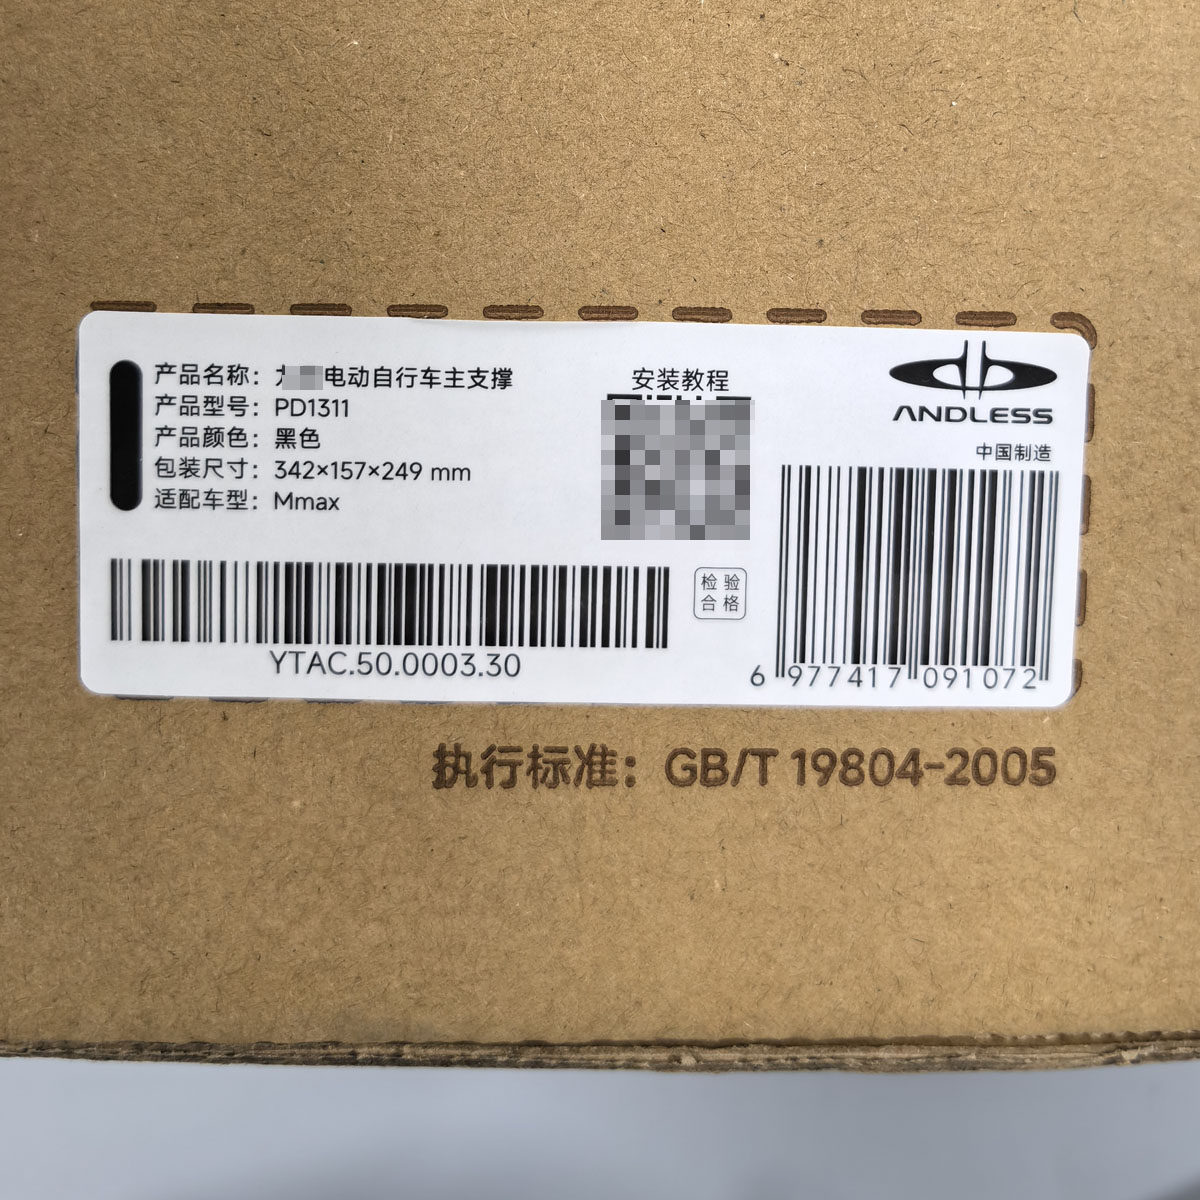 产品名称：电动自行车主支撑
产品型号：PD1311
产品颜色：黑色
包装尺寸：342×157×249 mm
适配车型：Mmax
安装教程
ANDLESS
中国制造
检验
合格
YTAC.50.0003.30
6 977417 091072
执行标准：GB/T 19804-2005